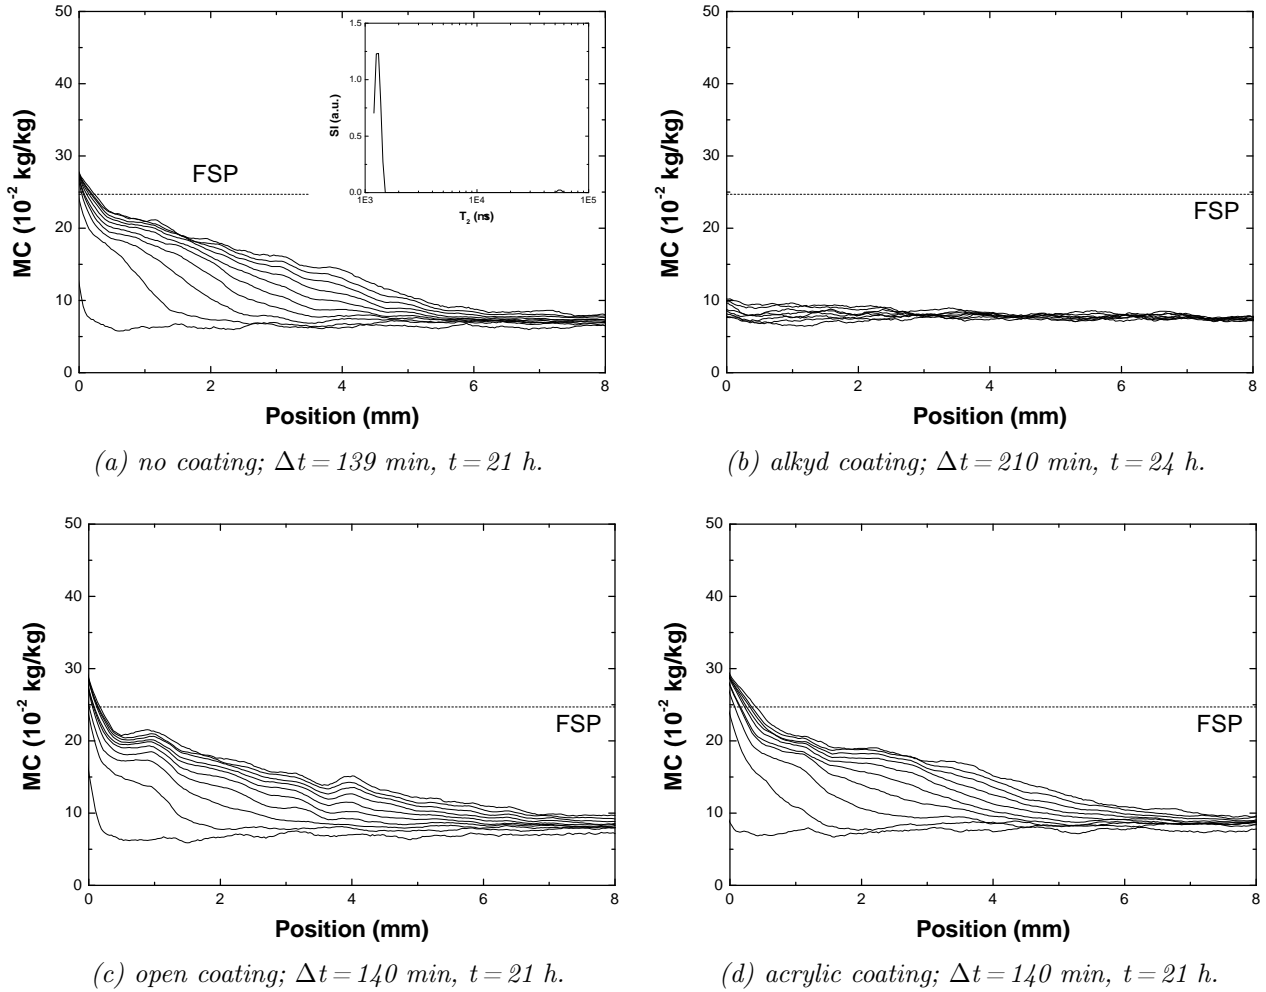 50
40
30
20
10
0
MC (10⁻² kg/kg)
FSP
0 2 4 6 8
Position (mm)
1.5
1.0
0.5
0.0
SI (a.u.)
1E3 1E4 1E5
T₂ (ns)
(a) no coating; Δt = 139 min, t = 21 h.
50
40
30
20
10
0
MC (10⁻² kg/kg)
FSP
0 2 4 6 8
Position (mm)
(b) alkyd coating; Δt = 210 min, t = 24 h.
50
40
30
20
10
0
MC (10⁻² kg/kg)
FSP
0 2 4 6 8
Position (mm)
(c) open coating; Δt = 140 min, t = 21 h.
50
40
30
20
10
0
MC (10⁻² kg/kg)
FSP
0 2 4 6 8
Position (mm)
(d) acrylic coating; Δt = 140 min, t = 21 h.